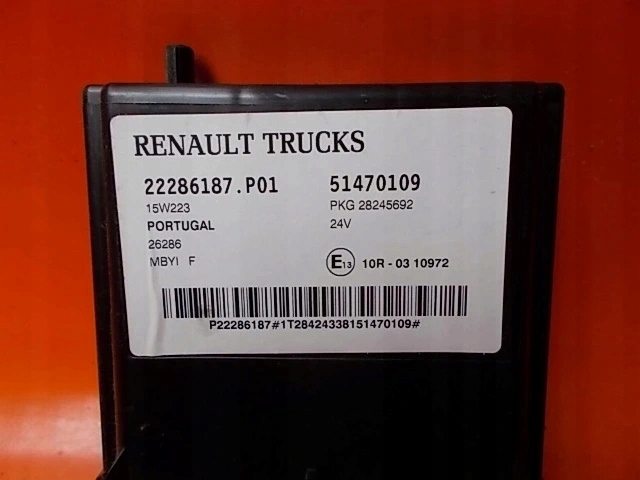 RENAULT TRUCKS
22286187.P01 51470109
15W223 PKG 28245692
PORTUGAL 24V
26286
MBYI F E13 10R - 03 10972
P22286187#1T28424338151470109#